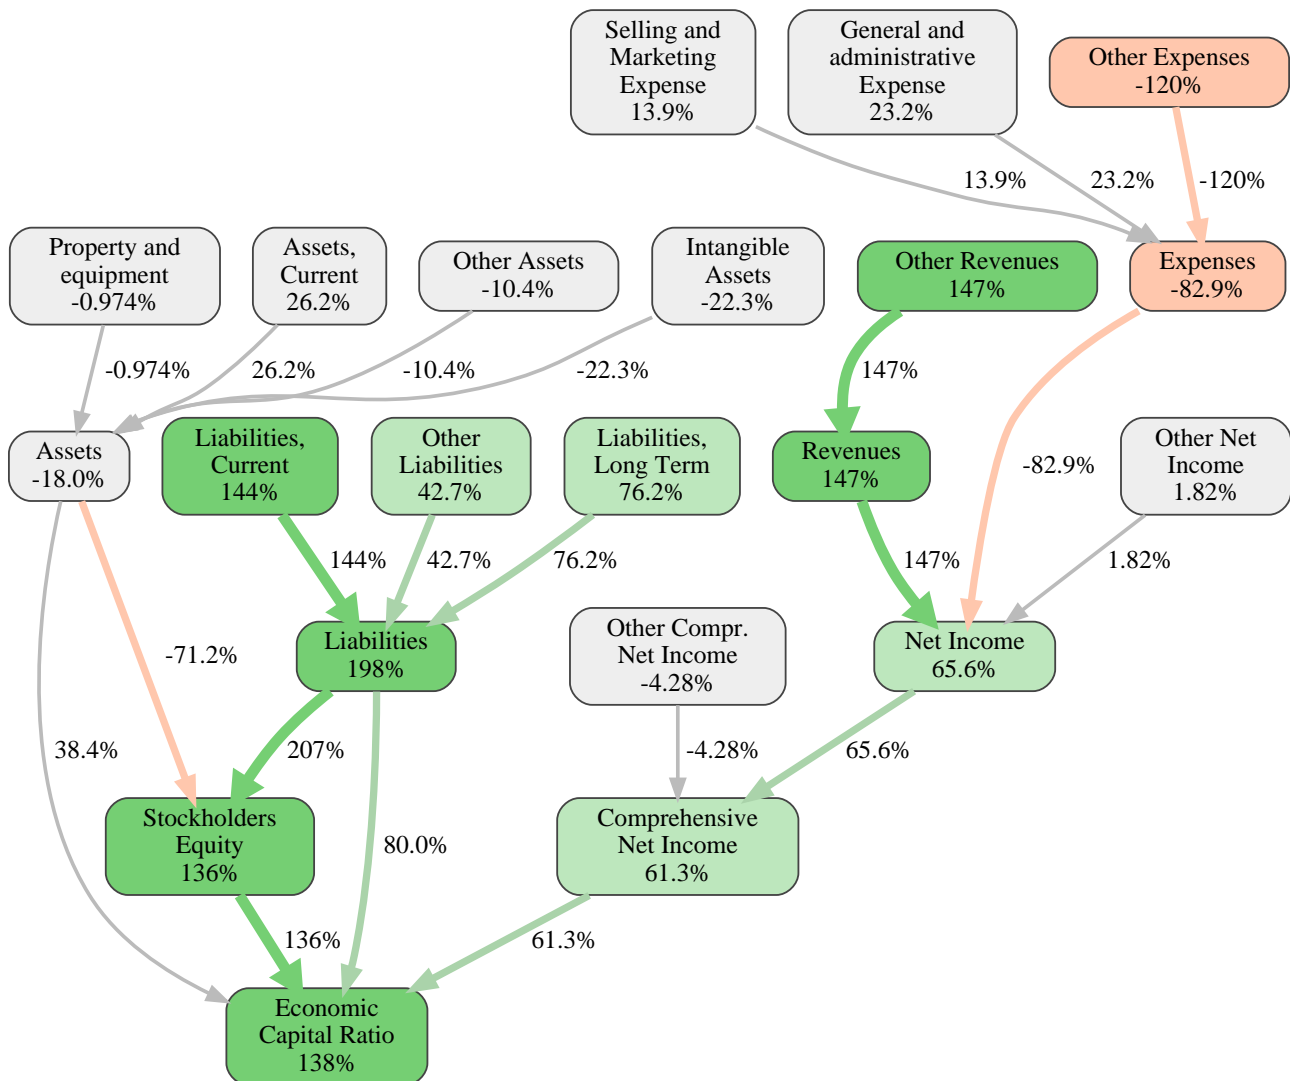 Selling and
Marketing
Expense
13.9%
General and
administrative
Expense
23.2%
Other Expenses
-120%
13.9%
23.2%
-120%
Property and
equipment
-0.974%
Assets,
Current
26.2%
Other Assets
-10.4%
Intangible
Assets
-22.3%
Other Revenues
147%
Expenses
-82.9%
-0.974%
26.2%
-10.4%
-22.3%
147%
Assets
-18.0%
Liabilities,
Current
144%
Other
Liabilities
42.7%
Liabilities,
Long Term
76.2%
Revenues
147%
-82.9%
Other Net
Income
1.82%
144%
42.7%
76.2%
147%
1.82%
-71.2%
Liabilities
198%
Other Compr.
Net Income
-4.28%
Net Income
65.6%
38.4%
207%
-4.28%
65.6%
Stockholders
Equity
136%
80.0%
Comprehensive
Net Income
61.3%
136%
61.3%
Economic
Capital Ratio
138%